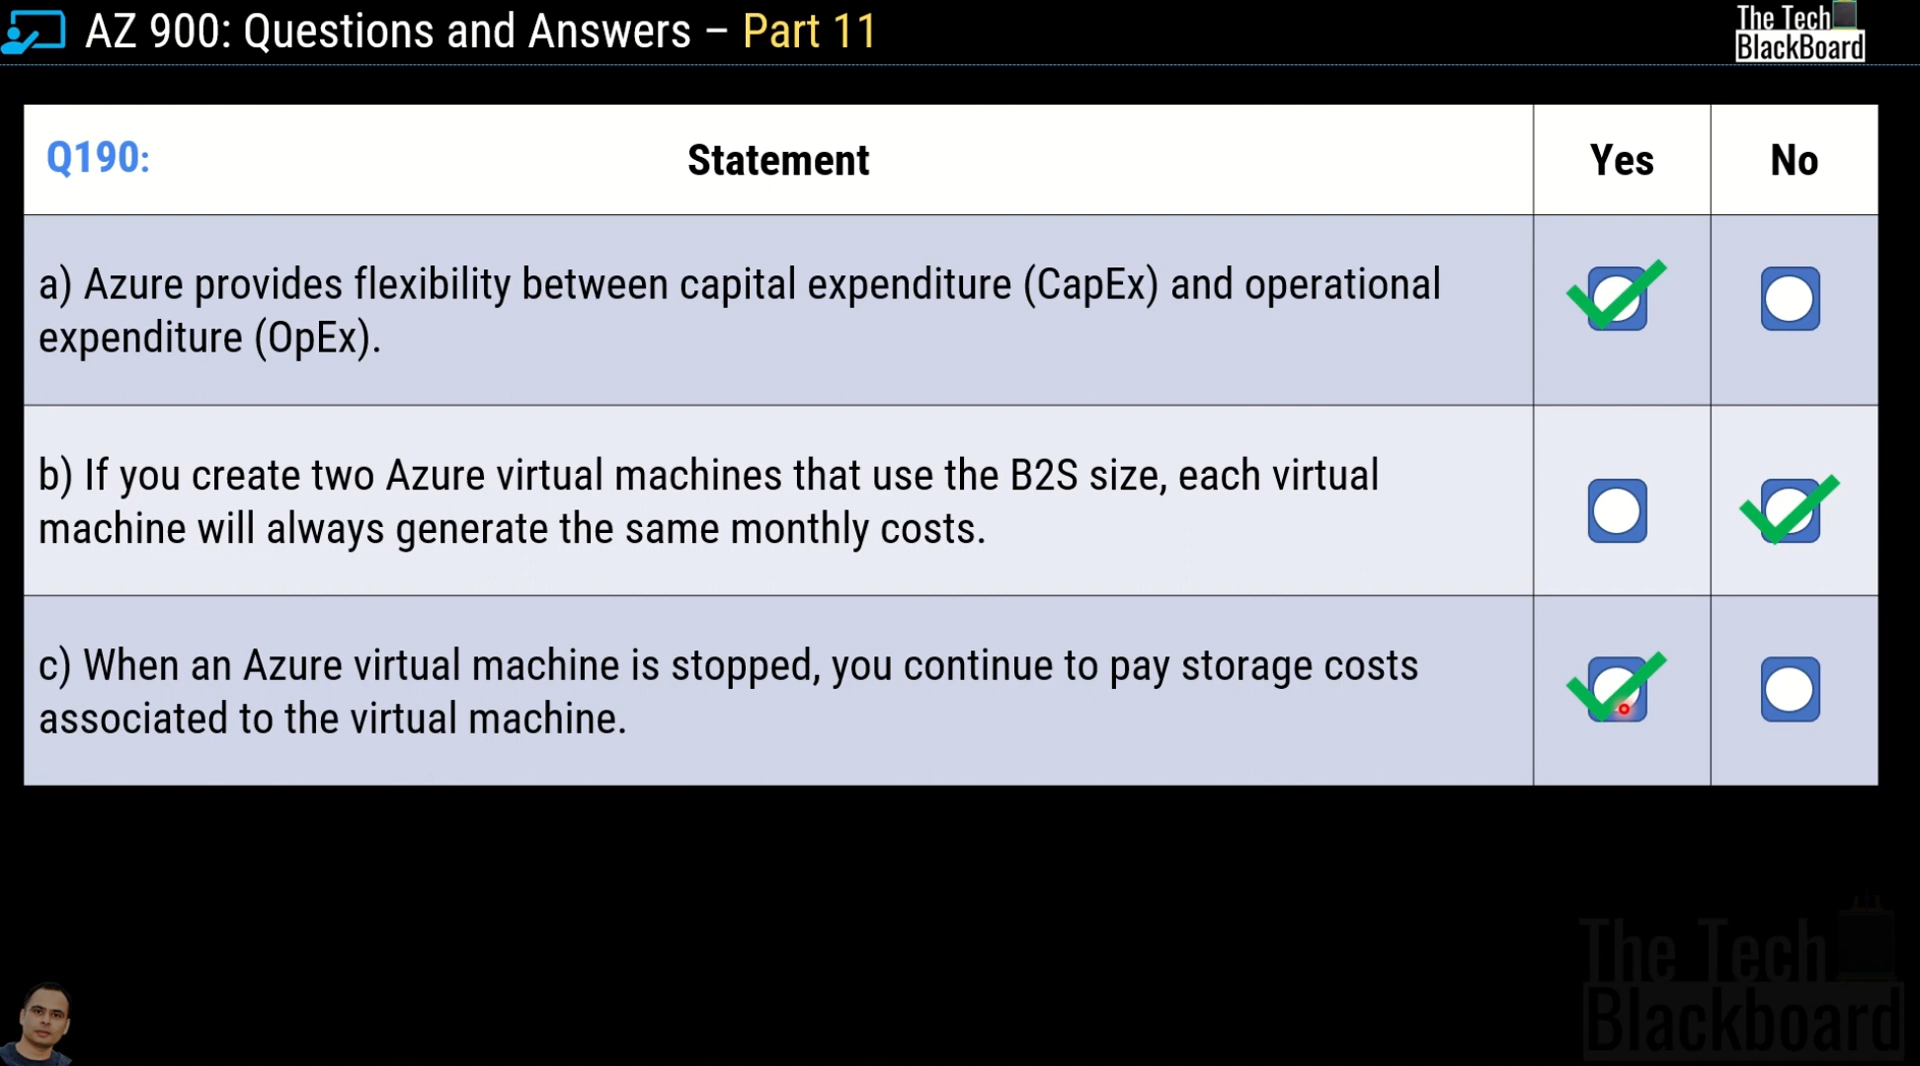 AZ 900: Questions and Answers – Part 11
The Tech
BlackBoard
Q190:
Statement
Yes
No
a) Azure provides flexibility between capital expenditure (CapEx) and operational
expenditure (OpEx).
b) If you create two Azure virtual machines that use the B2S size, each virtual
machine will always generate the same monthly costs.
c) When an Azure virtual machine is stopped, you continue to pay storage costs
associated to the virtual machine.
The Tech
Blackboard